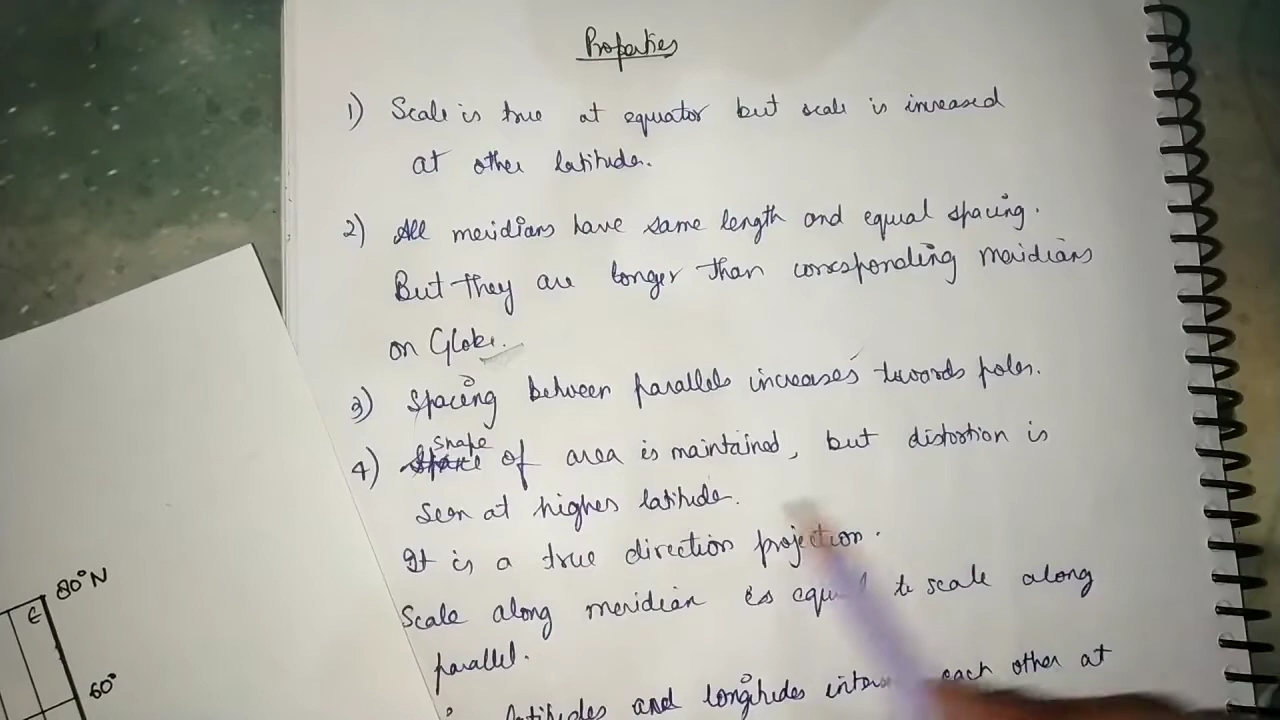 Properties
1) Scale is true at equator but scale is increased
at other latitude.
2) All meridians have same length and equal spacing.
But they are longer than corresponding meridians
on Globe.
3) Spacing between parallels increases towards poles.
4) Shape of area is maintained, but distortion is
seen at higher latitude.
It is a true direction projection.
Scale along meridian is to scale along
parallel.
latitudes and longitudes each other at
80°N
E
60°